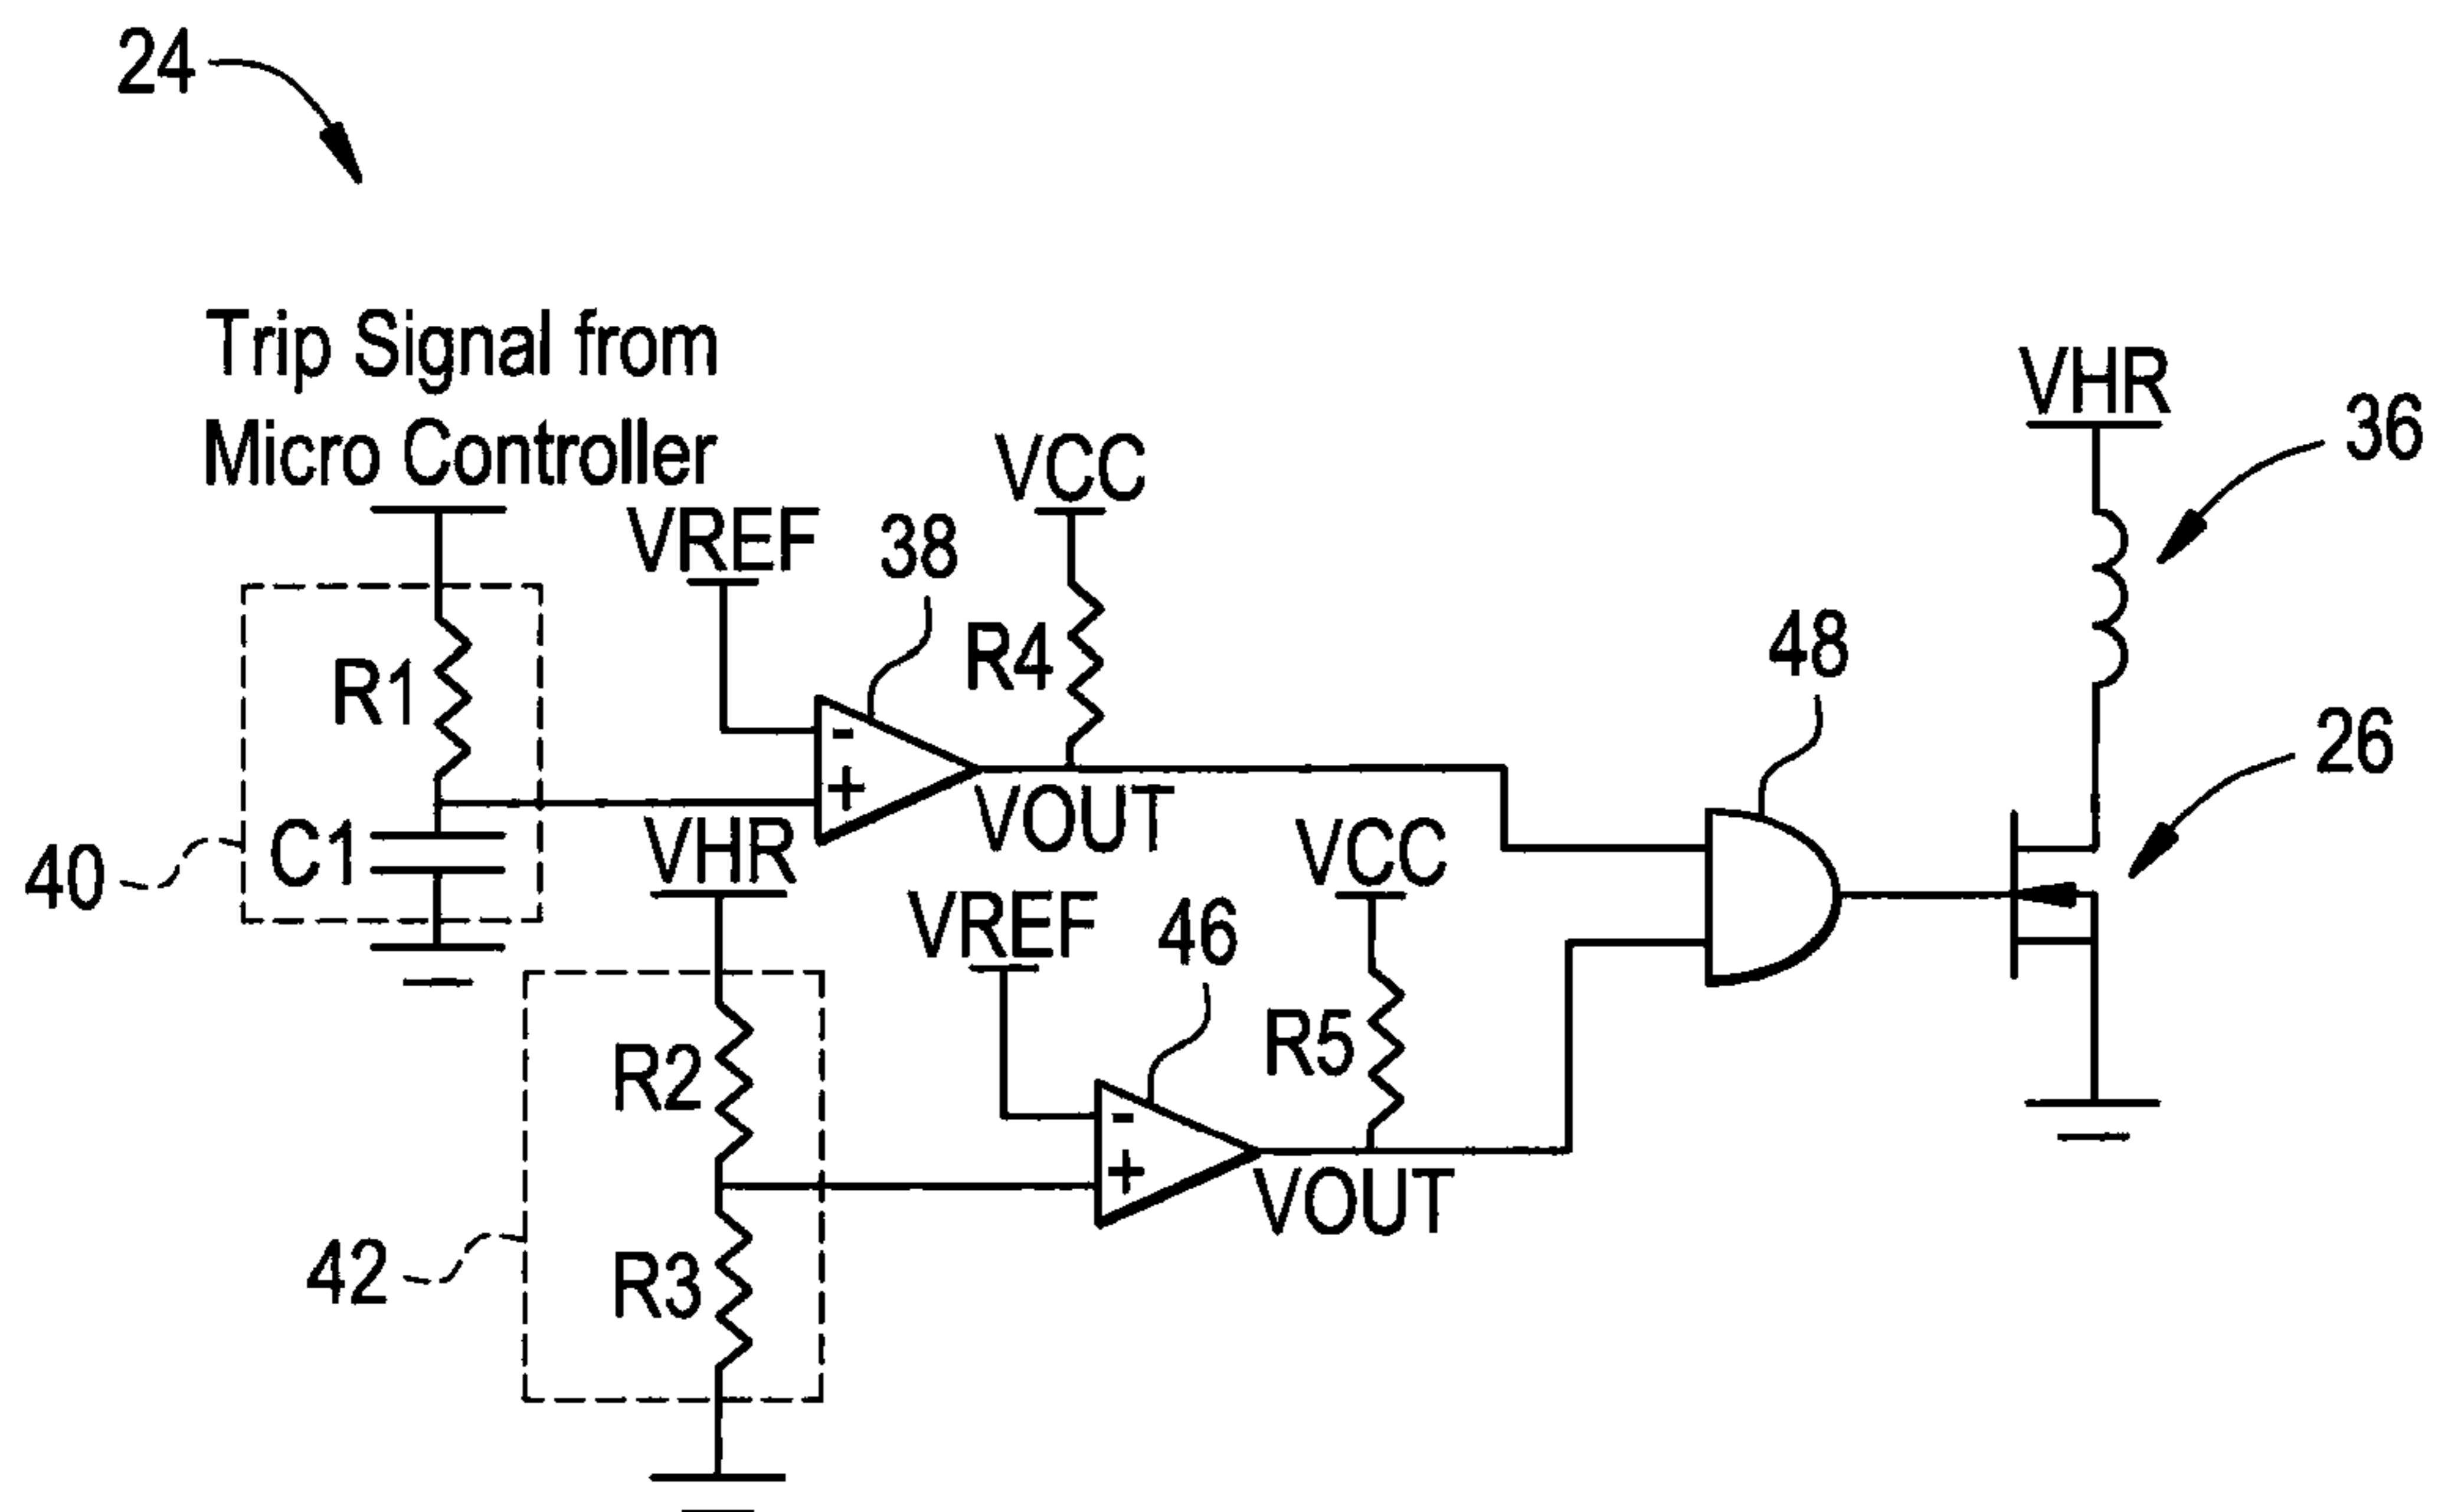 24
Trip Signal from
Micro Controller
VHR
36
VCC
VREF
38
R4
48
R1
26
-
+
VOUT
C1
VHR
40
VCC
VREF
46
R5
R2
-
+
VOUT
42
R3